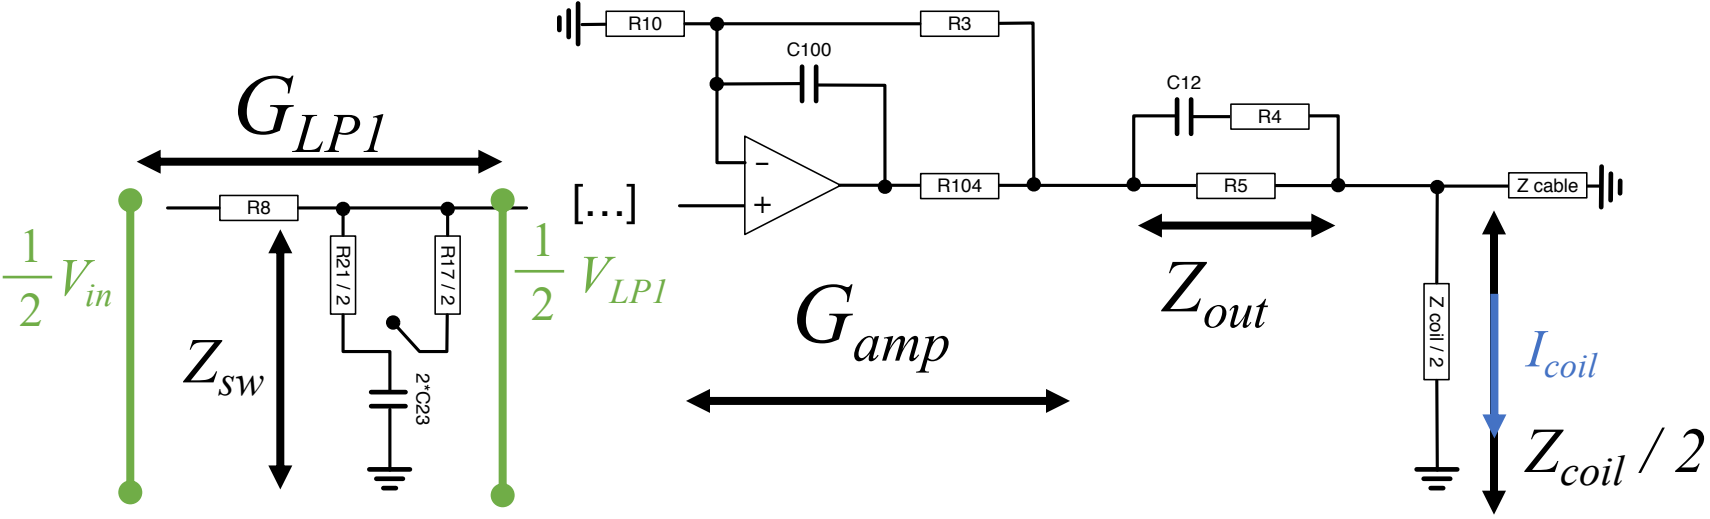 R10
R3
C100
G_LP1
C12
R4
R8
[...]
−
+
R104
R5
Z cable
1/2 V_in
R21 / 2
R17 / 2
1/2 V_LP1
Z_sw
2*C23
G_amp
Z_out
Z coil / 2
I_coil
Z_coil / 2